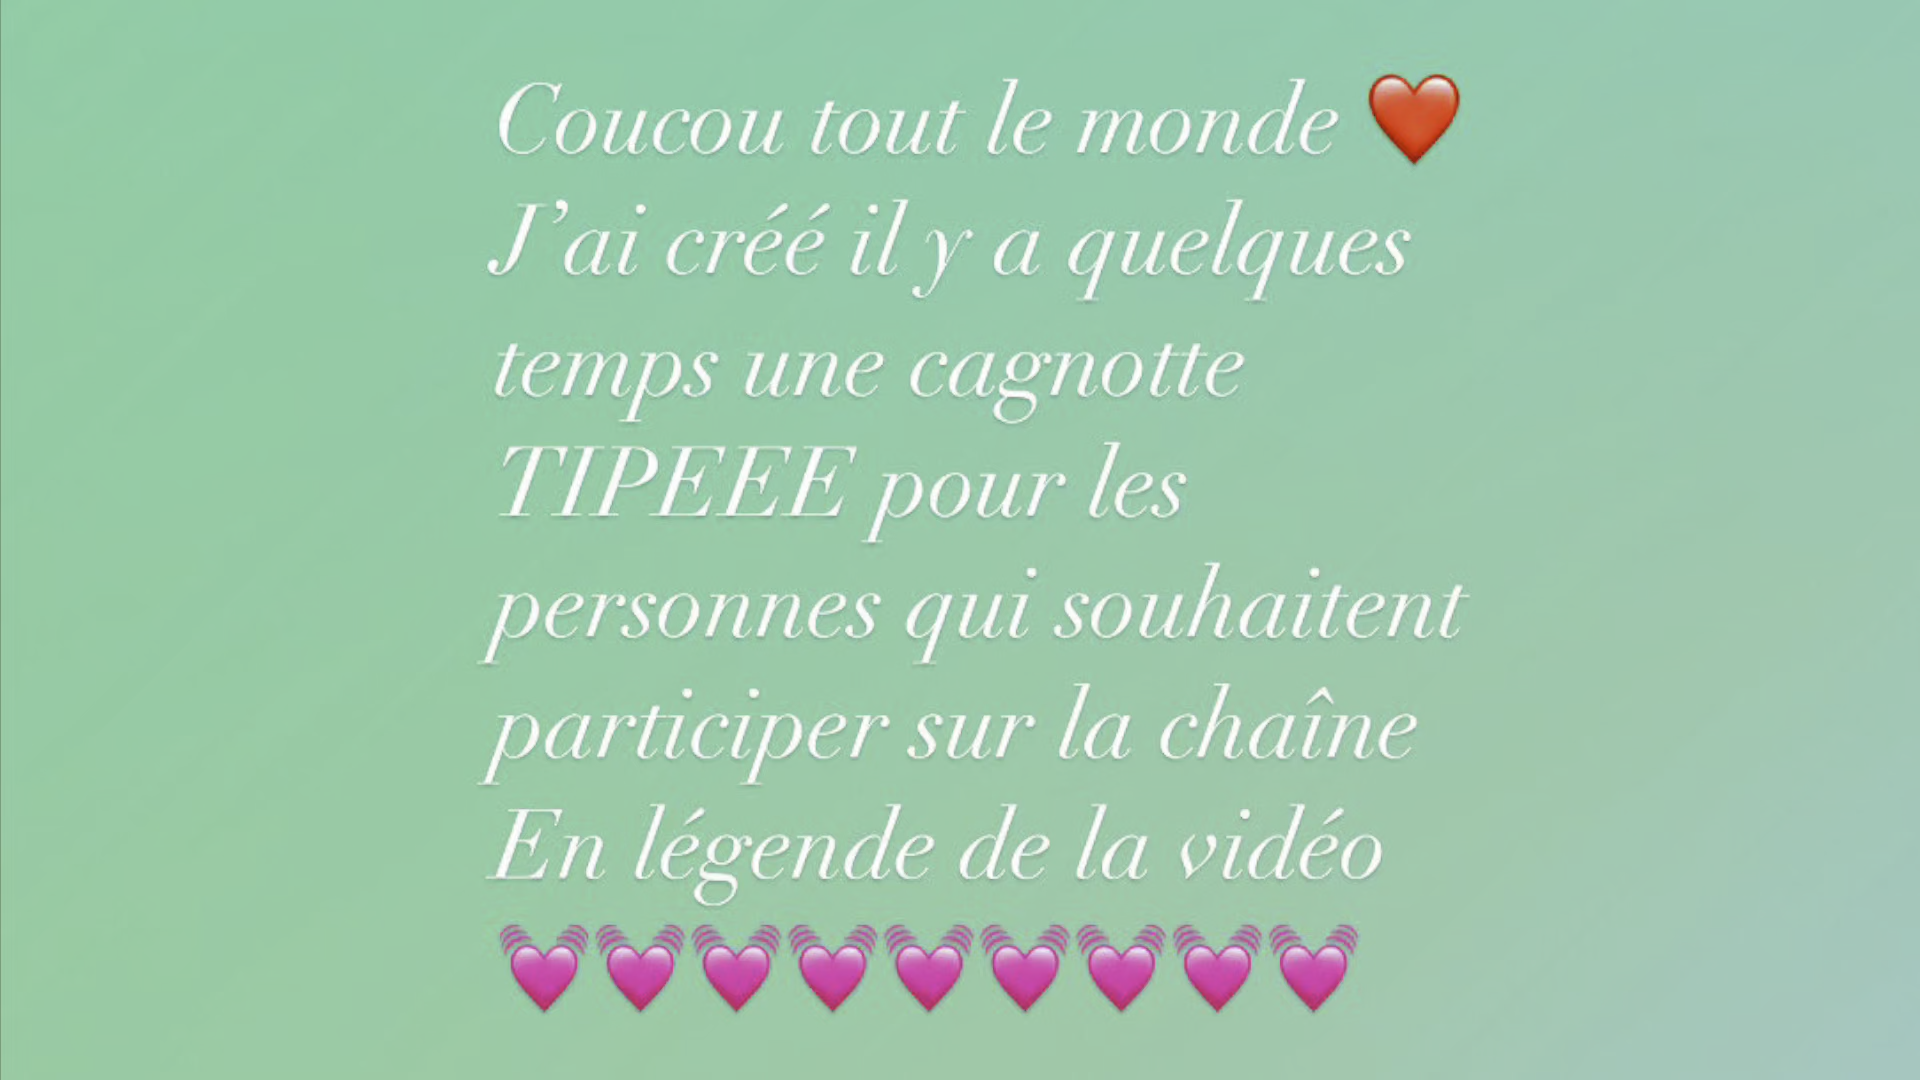 Coucou tout le monde ❤️
J’ai créé il y a quelques
temps une cagnotte
TIPEEE pour les
personnes qui souhaitent
participer sur la chaîne
En légende de la vidéo
💓💓💓💓💓💓💓💓💓